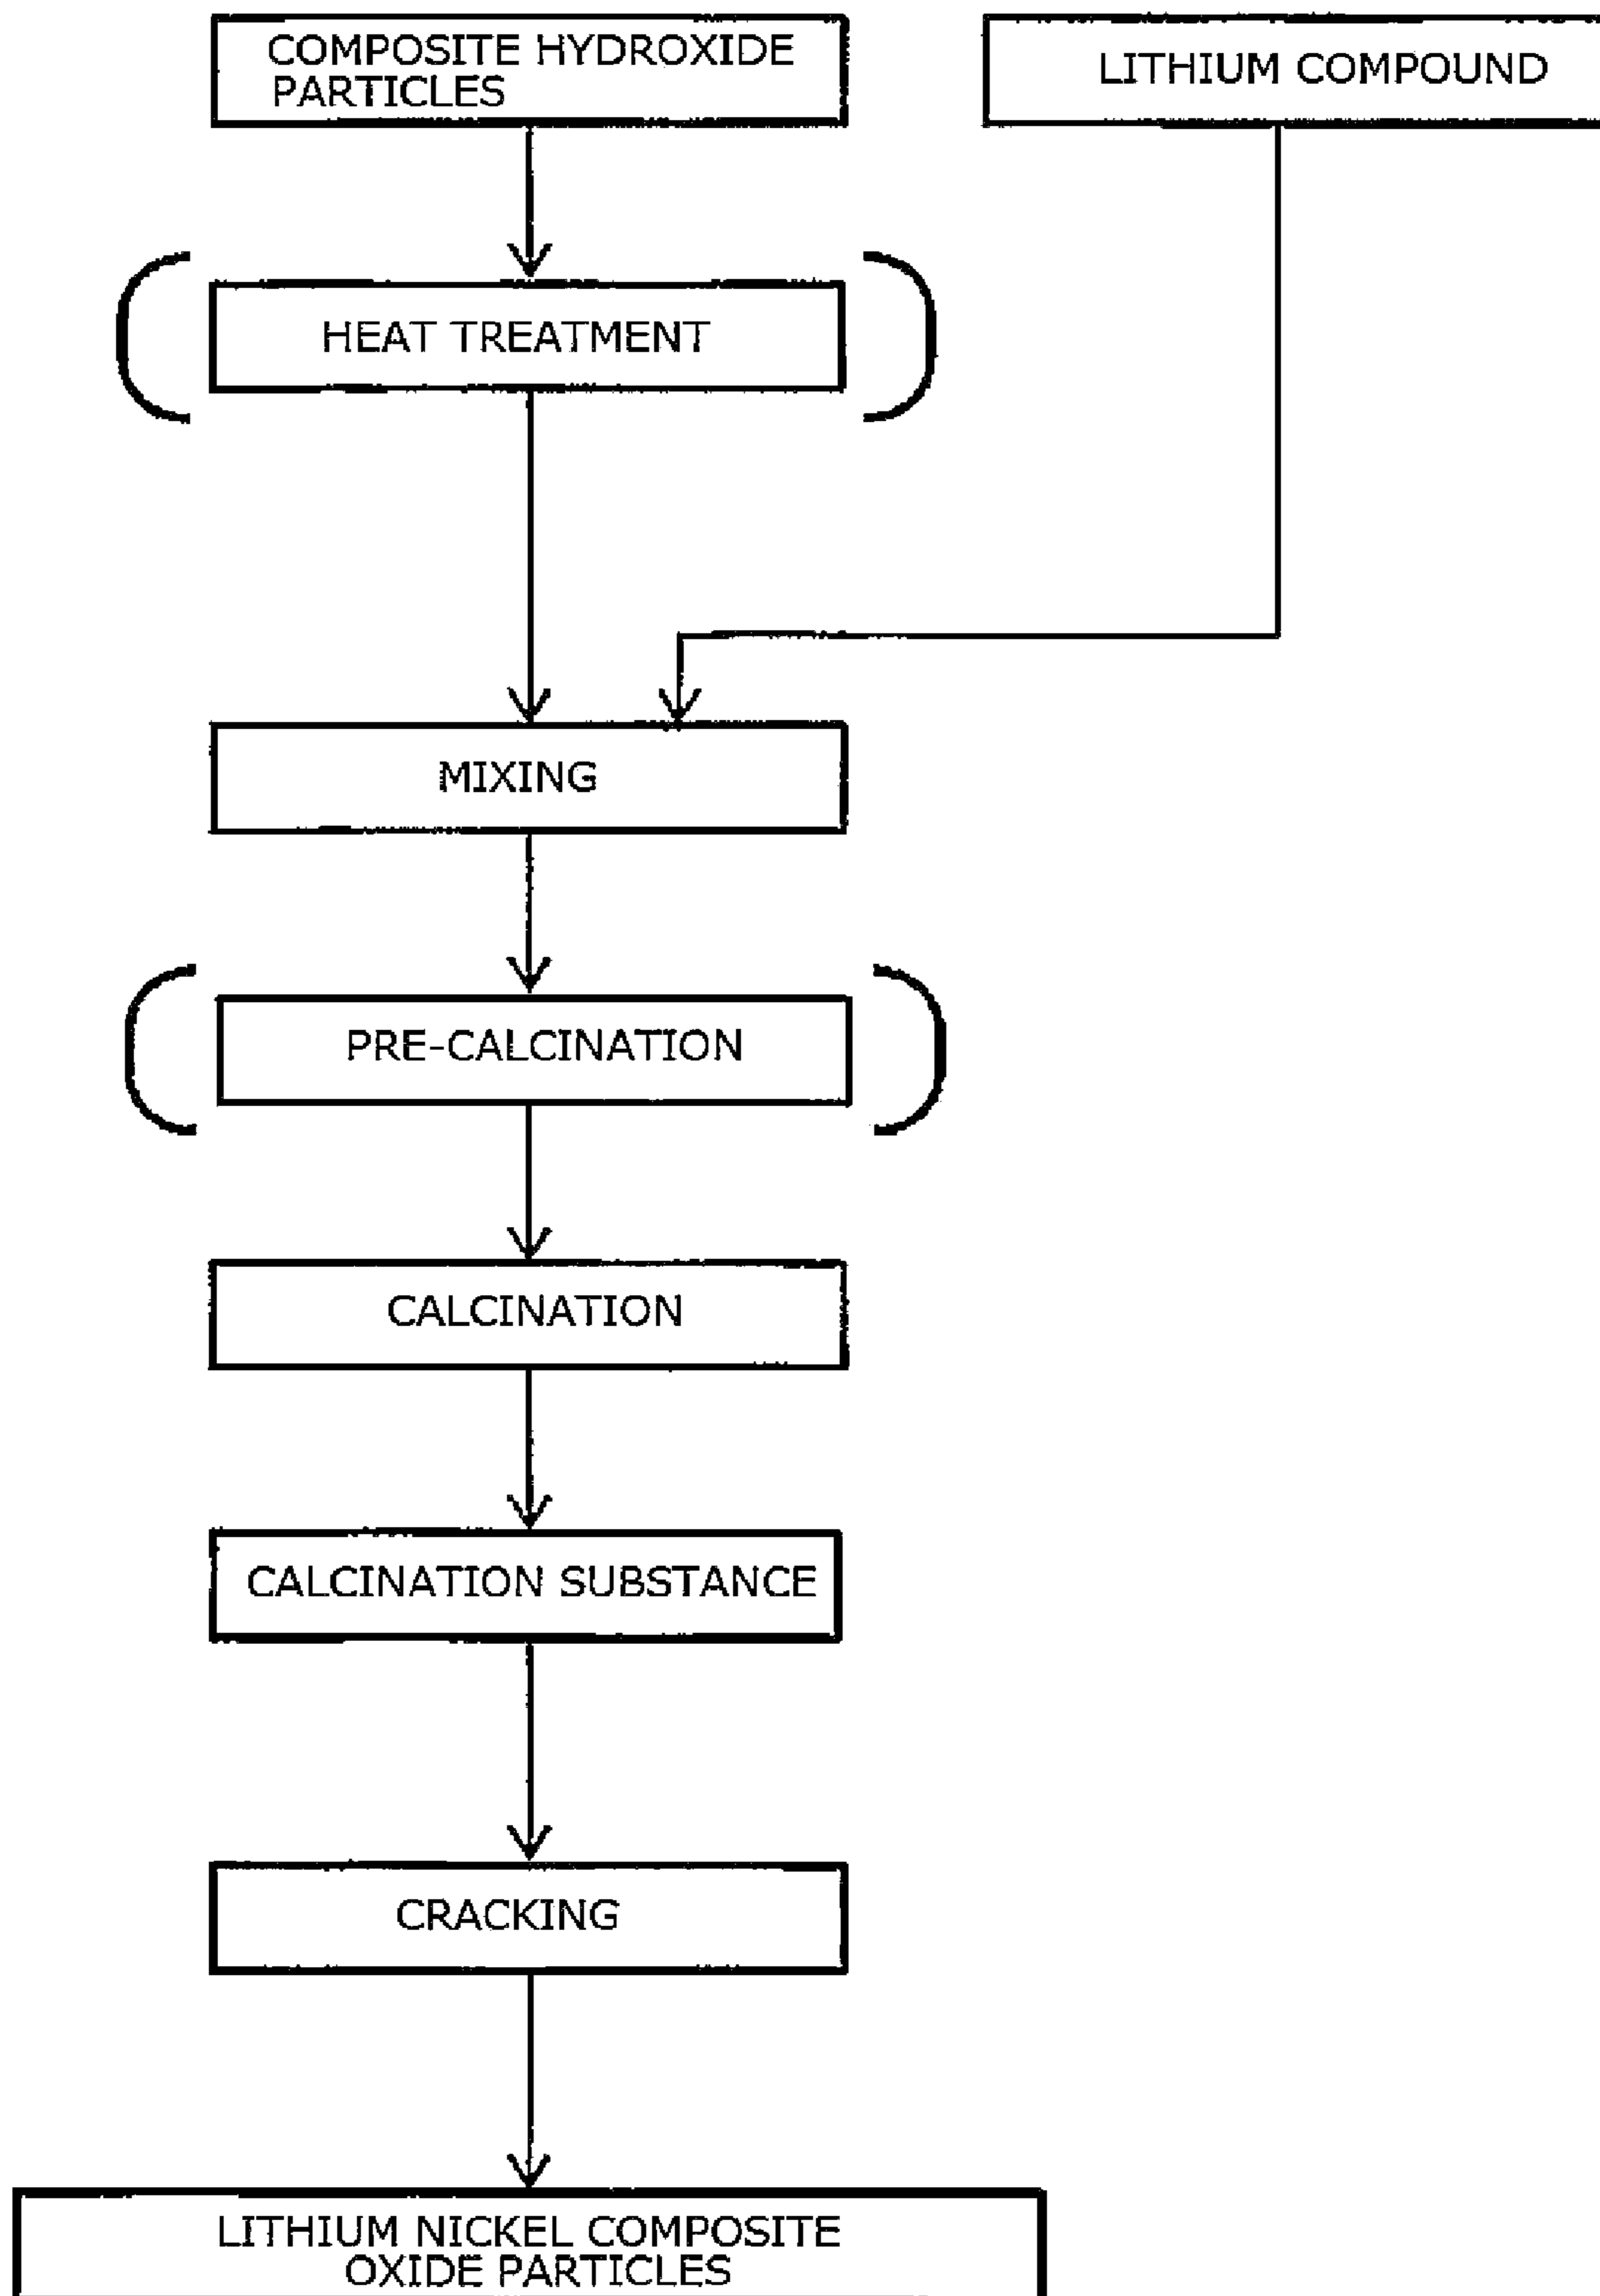 COMPOSITE HYDROXIDE
PARTICLES
LITHIUM COMPOUND
HEAT TREATMENT
MIXING
PRE-CALCINATION
CALCINATION
CALCINATION SUBSTANCE
CRACKING
LITHIUM NICKEL COMPOSITE
OXIDE PARTICLES